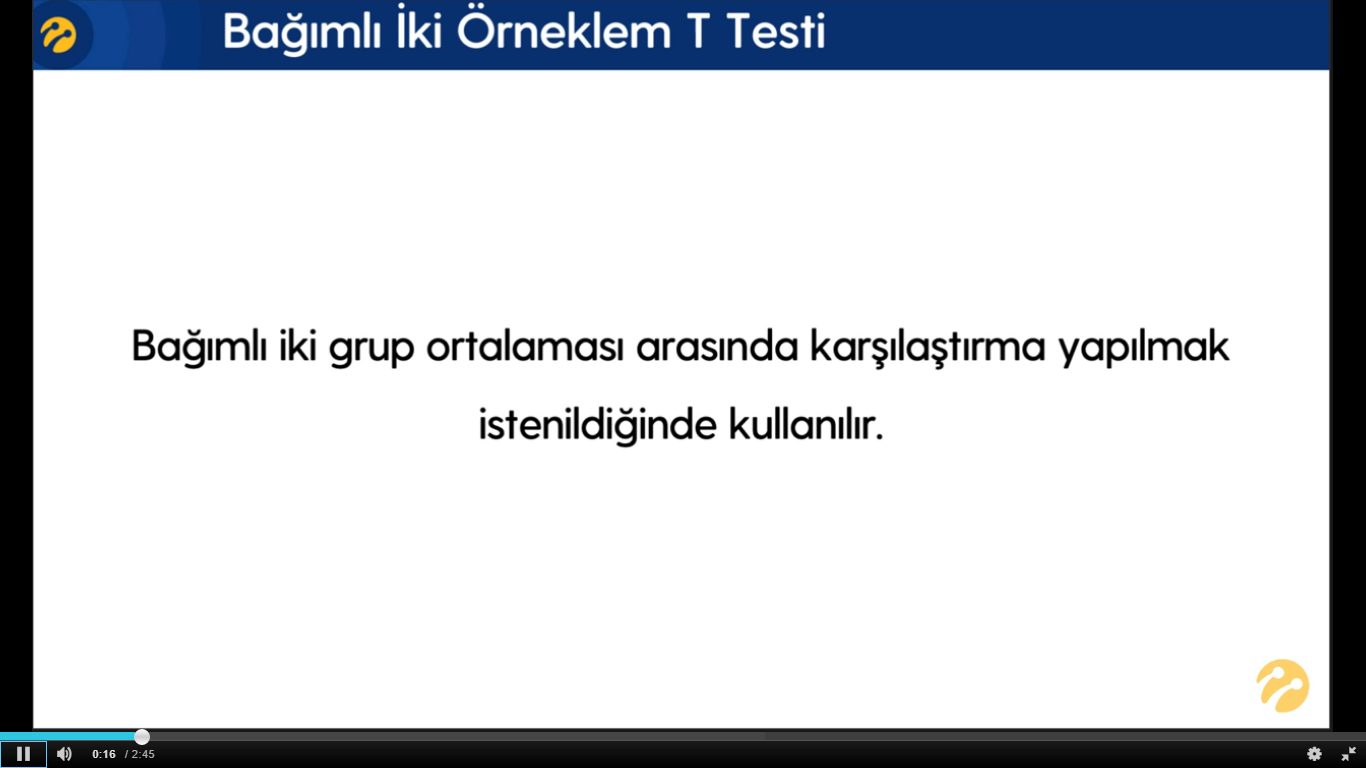 Bağımlı İki Örneklem T Testi
Bağımlı iki grup ortalaması arasında karşılaştırma yapılmak
istenildiğinde kullanılır.
0:16 / 2:45